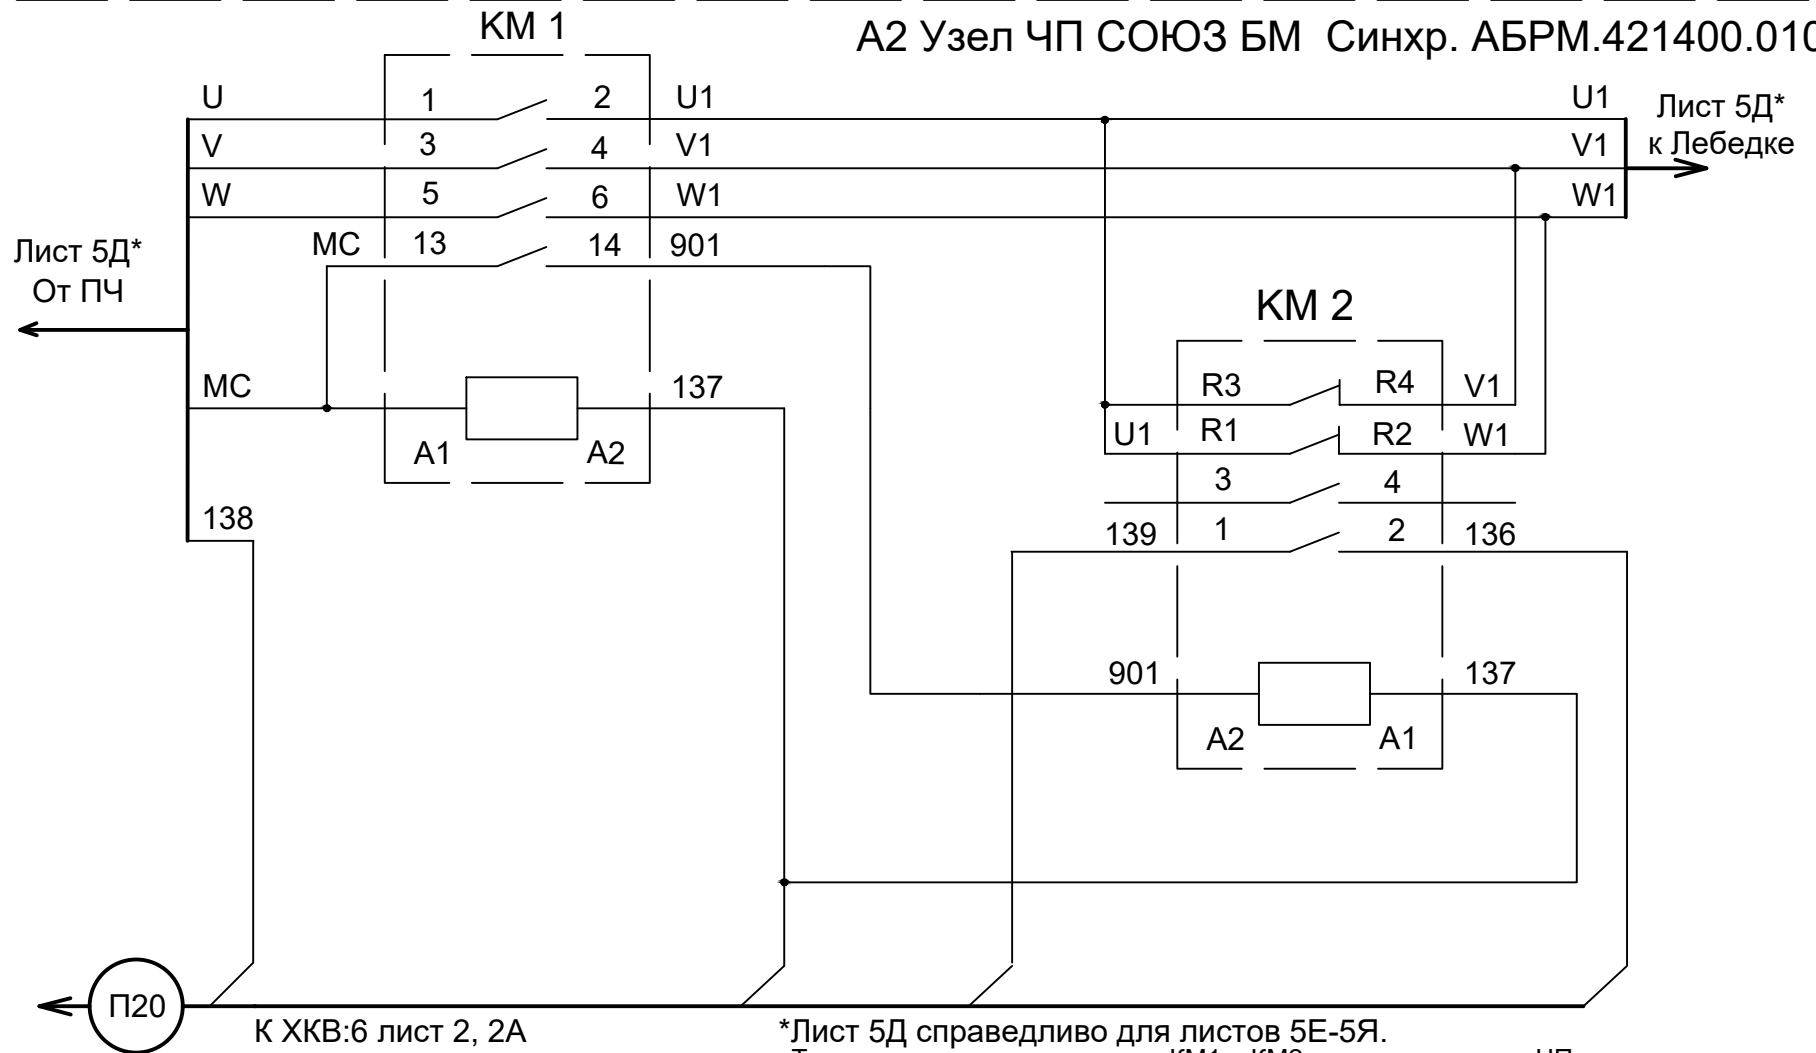 КМ 1
А2 Узел ЧП СОЮЗ БМ Синхр. АБРМ.421400.010
U 1 2 U1 U1
Лист 5Д*
к Лебедке
V 3 4 V1 V1
W 5 6 W1 W1
МС 13 14 901
Лист 5Д*
От ПЧ
КМ 2
МС 137
R3 R4 V1
А1 А2
U1 R1 R2 W1
3 4
138
139 1 2 136
901 137
А2 А1
П20
К ХКВ:6 лист 2, 2А
*Лист 5Д справедливо для листов 5Е-5Я.